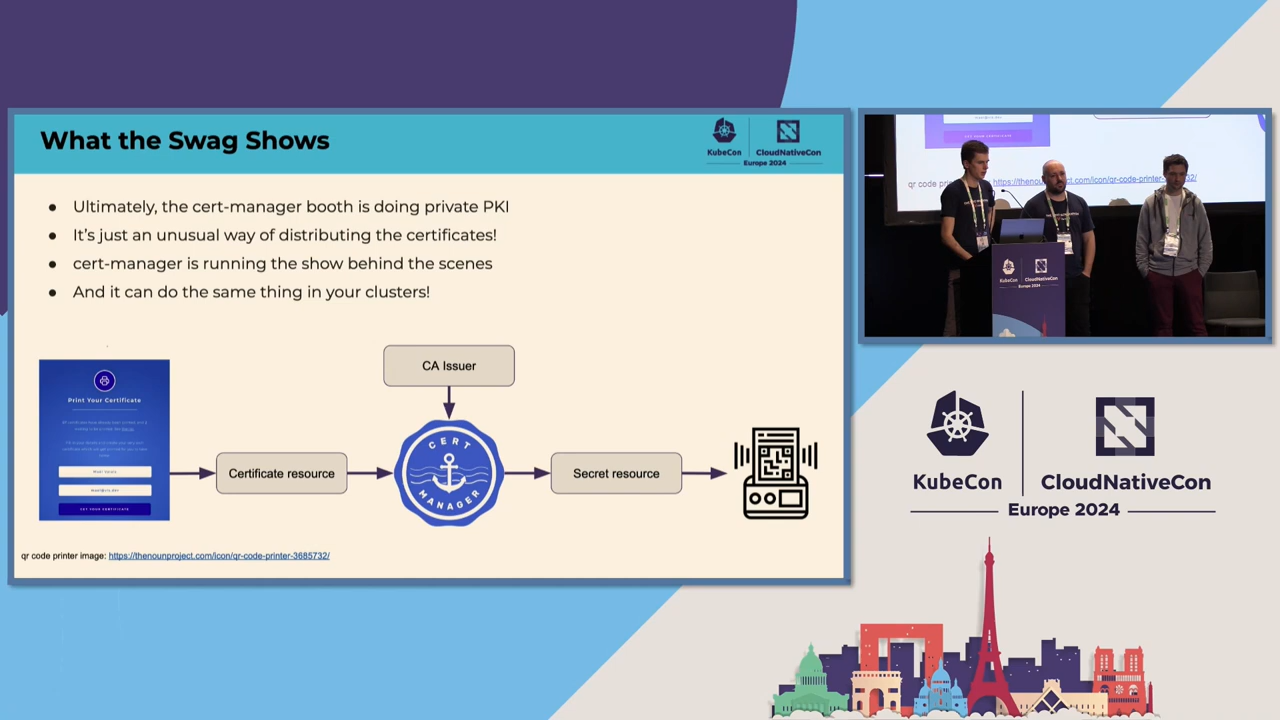 What the Swag Shows
KubeCon
CloudNativeCon
Europe 2024
● Ultimately, the cert-manager booth is doing private PKI
● It's just an unusual way of distributing the certificates!
● cert-manager is running the show behind the scenes
● And it can do the same thing in your clusters!
CA Issuer
Print Your Certificate
GET YOUR CERTIFICATE
Certificate resource
CERT
MANAGER
Secret resource
qr code printer image: https://thenounproject.com/icon/qr-code-printer-3685732/
KubeCon
CloudNativeCon
Europe 2024